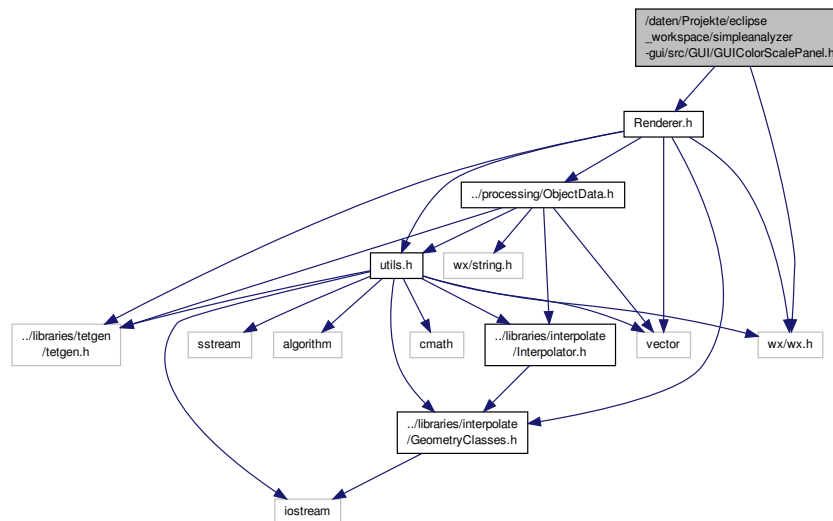 /daten/Projekte/eclipse
_workspace/simpleanalyzer
-gui/src/GUI/GUIColorScalePanel.h
Renderer.h
../processing/ObjectData.h
utils.h
wx/string.h
../libraries/tetgen
/tetgen.h
sstream
algorithm
cmath
../libraries/interpolate
/Interpolator.h
vector
wx/wx.h
../libraries/interpolate
/GeometryClasses.h
iostream